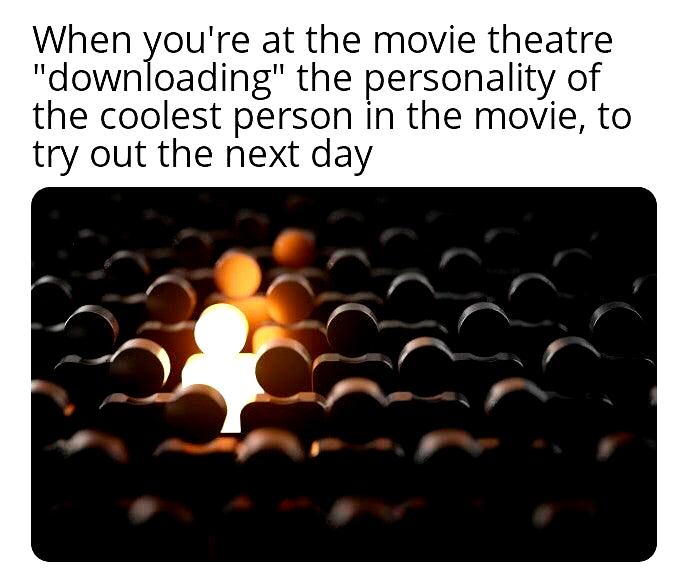 When you're at the movie theatre
"downloading" the personality of
the coolest person in the movie, to
try out the next day